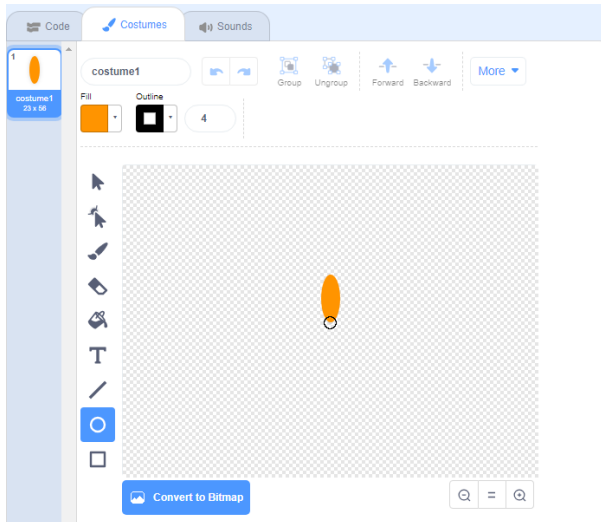 Code Costumes Sounds
1
costume1
23 x 56
costume1
Group Ungroup Forward Backward More
Fill Outline
4
T
Convert to Bitmap